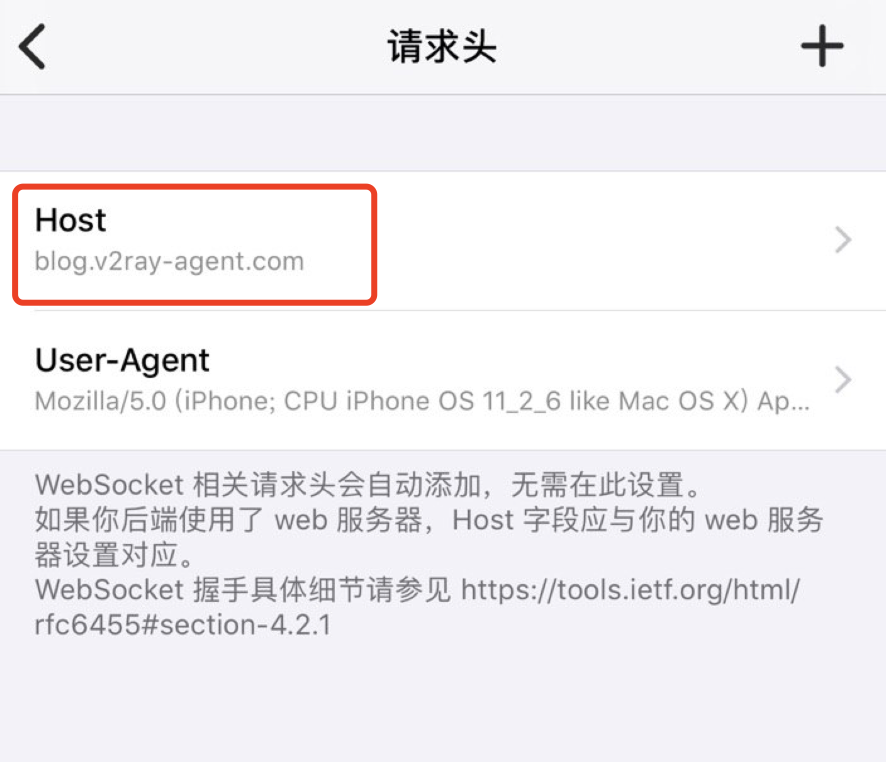 请求头
Host
blog.v2ray-agent.com
User-Agent
Mozilla/5.0 (iPhone; CPU iPhone OS 11_2_6 like Mac OS X) Ap...
WebSocket 相关请求头会自动添加，无需在此设置。
如果你后端使用了 web 服务器，Host 字段应与你的 web 服务
器设置对应。
WebSocket 握手具体细节请参见 https://tools.ietf.org/html/
rfc6455#section-4.2.1